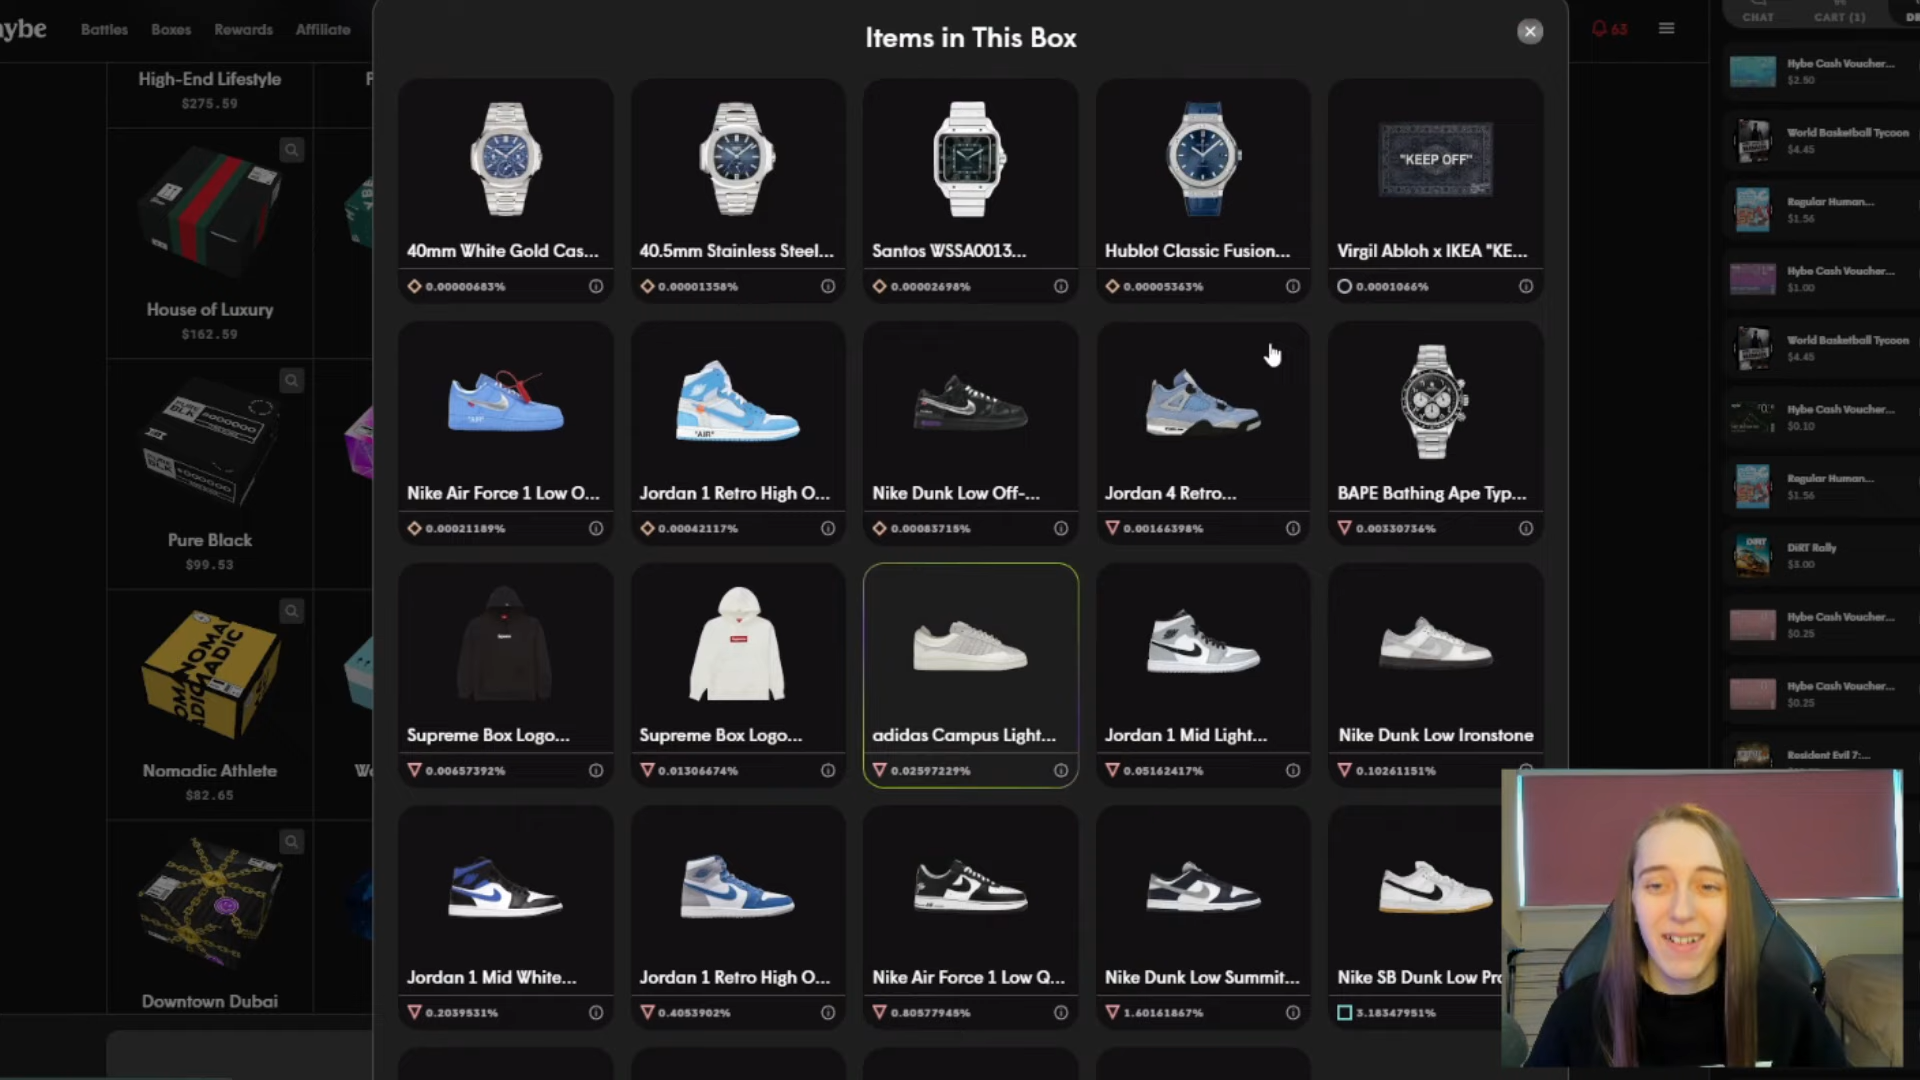 ybe
Battles
Boxes
Rewards
Affiliate
Items in This Box
63
CHAT
CART (1)
High-End Lifestyle
$275.59
House of Luxury
$162.59
Pure Black
$99.53
Nomadic Athlete
$82.65
Downtown Dubai
40mm White Gold Cas...
0.00000683%
40.5mm Stainless Steel...
0.00001358%
Santos WSSA0013...
0.00002698%
Hublot Classic Fusion...
0.00005363%
"KEEP OFF"
Virgil Abloh x IKEA "KE...
0.0001066%
Nike Air Force 1 Low O...
0.00021189%
"AIR"
Jordan 1 Retro High O...
0.00042117%
Nike Dunk Low Off-...
0.00083715%
Jordan 4 Retro...
0.00166398%
BAPE Bathing Ape Typ...
0.00330736%
Supreme Box Logo...
0.00657392%
Supreme Box Logo...
0.01306674%
adidas Campus Light...
0.02597229%
Jordan 1 Mid Light...
0.05162417%
Nike Dunk Low Ironstone
0.10261151%
Jordan 1 Mid White...
0.2039531%
Jordan 1 Retro High O...
0.4053902%
Nike Air Force 1 Low Q...
0.80577945%
Nike Dunk Low Summit...
1.60161867%
Nike SB Dunk Low Pro
3.18347951%
Hybe Cash Voucher...
$2.50
World Basketball Tycoon
$4.45
Regular Human...
$1.56
Hybe Cash Voucher...
$1.00
World Basketball Tycoon
$4.45
Hybe Cash Voucher...
$0.10
Regular Human...
$1.56
DiRT Rally
$3.00
Hybe Cash Voucher...
$0.25
Hybe Cash Voucher...
$0.25
Resident Evil 7:...